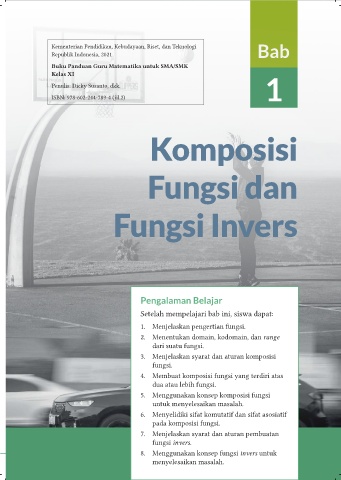 Kementerian Pendidikan, Kebudayaan, Riset, dan Teknologi
Republik Indonesia, 2021
Buku Panduan Guru Matematika untuk SMA/SMK
Kelas XI
Penulis: Dicky Susanto, dkk.
ISBN: 978-602-244-789-4 (jil.2)
Bab
1
Komposisi
Fungsi dan
Fungsi Invers
Pengalaman Belajar
Setelah mempelajari bab ini, siswa dapat:
1. Menjelaskan pengertian fungsi.
2. Menentukan domain, kodomain, dan range
dari suatu fungsi.
3. Menjelaskan syarat dan aturan komposisi
fungsi.
4. Membuat komposisi fungsi yang terdiri atas
dua atau lebih fungsi.
5. Menggunakan komposisi fungsi
untuk menyelesaikan masalah.
6. Menyelidiki sifat komutatif dan sifat asosiatif
pada komposisi fungsi.
7. Menjelaskan syarat dan aturan pembuatan
fungsi invers.
8. Menggunakan konsep fungsi invers untuk
menyelesaikan masalah.